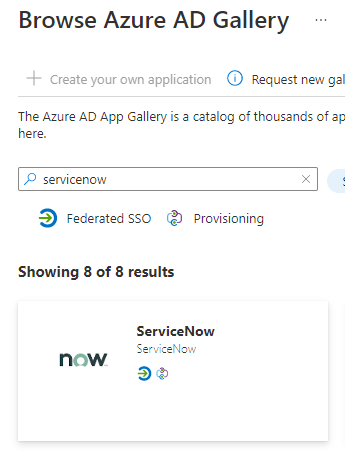 Browse Azure AD Gallery ...
+ Create your own application
Request new gal
The Azure AD App Gallery is a catalog of thousands of ap
here.
servicenow
Federated SSO
Provisioning
Showing 8 of 8 results
now
ServiceNow
ServiceNow